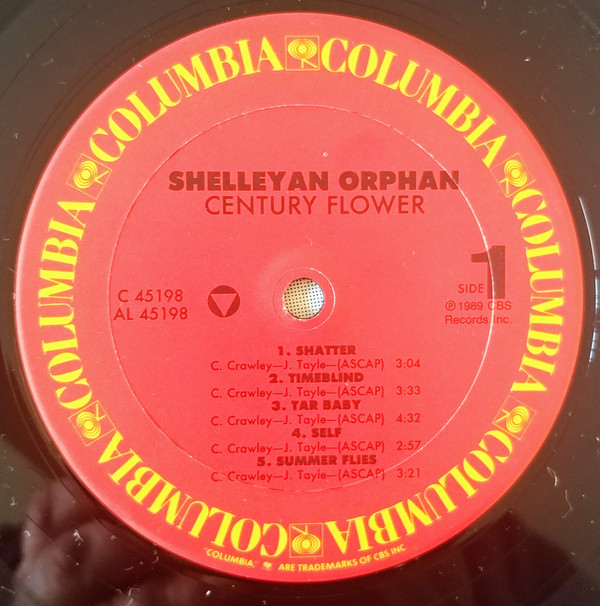 COLUMBIA COLUMBIA COLUMBIA COLUMBIA COLUMBIA COLUMBIA COLUMBIA COLUMBIA
SHELLEYAN ORPHAN
CENTURY FLOWER
C 45198
AL 45198
SIDE 1
℗ 1989 CBS
Records Inc.
1. SHATTER
C. Crawley—J. Tayle—(ASCAP) 3:04
2. TIMEBLIND
C. Crawley—J. Tayle—(ASCAP) 3:33
3. TAR BABY
C. Crawley—J. Tayle—(ASCAP) 4:32
4. SELF
C. Crawley—J. Tayle—(ASCAP) 2:57
5. SUMMER FLIES
C. Crawley—J. Tayle—(ASCAP) 3:21
"COLUMBIA," ARE TRADEMARKS OF CBS INC.